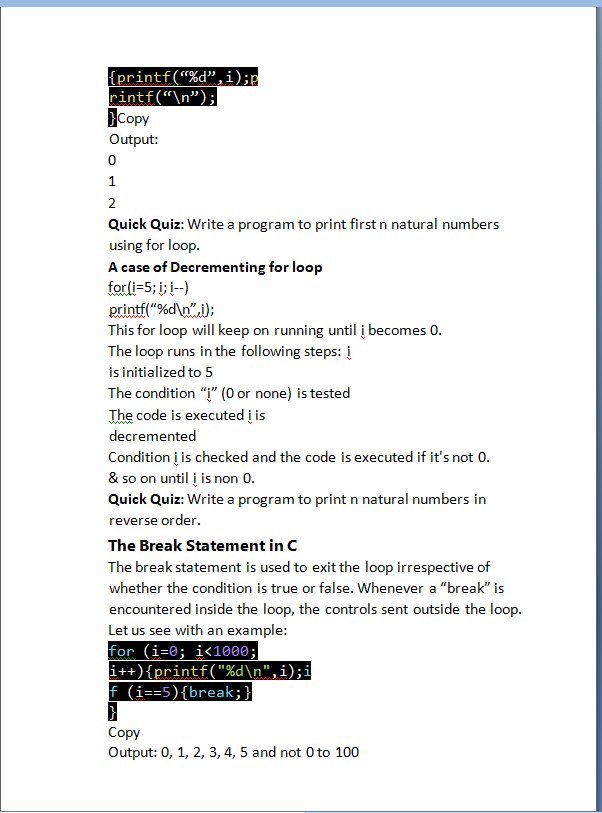 {printf(“%d”,i);p
rintf(“\n”);
}Copy
Output:
0
1
2
Quick Quiz: Write a program to print first n natural numbers
using for loop.
A case of Decrementing for loop
for(i=5; i; i--)
printf(“%d\n”,i);
This for loop will keep on running until i becomes 0.
The loop runs in the following steps: i
is initialized to 5
The condition “i” (0 or none) is tested
The code is executed i is
decremented
Condition i is checked and the code is executed if it's not 0.
& so on until i is non 0.
Quick Quiz: Write a program to print n natural numbers in
reverse order.
The Break Statement in C
The break statement is used to exit the loop irrespective of
whether the condition is true or false. Whenever a “break” is
encountered inside the loop, the controls sent outside the loop.
Let us see with an example:
for (i=0; i<1000;
i++){printf("%d\n",i);i
f (i==5){break;}
}
Copy
Output: 0, 1, 2, 3, 4, 5 and not 0 to 100